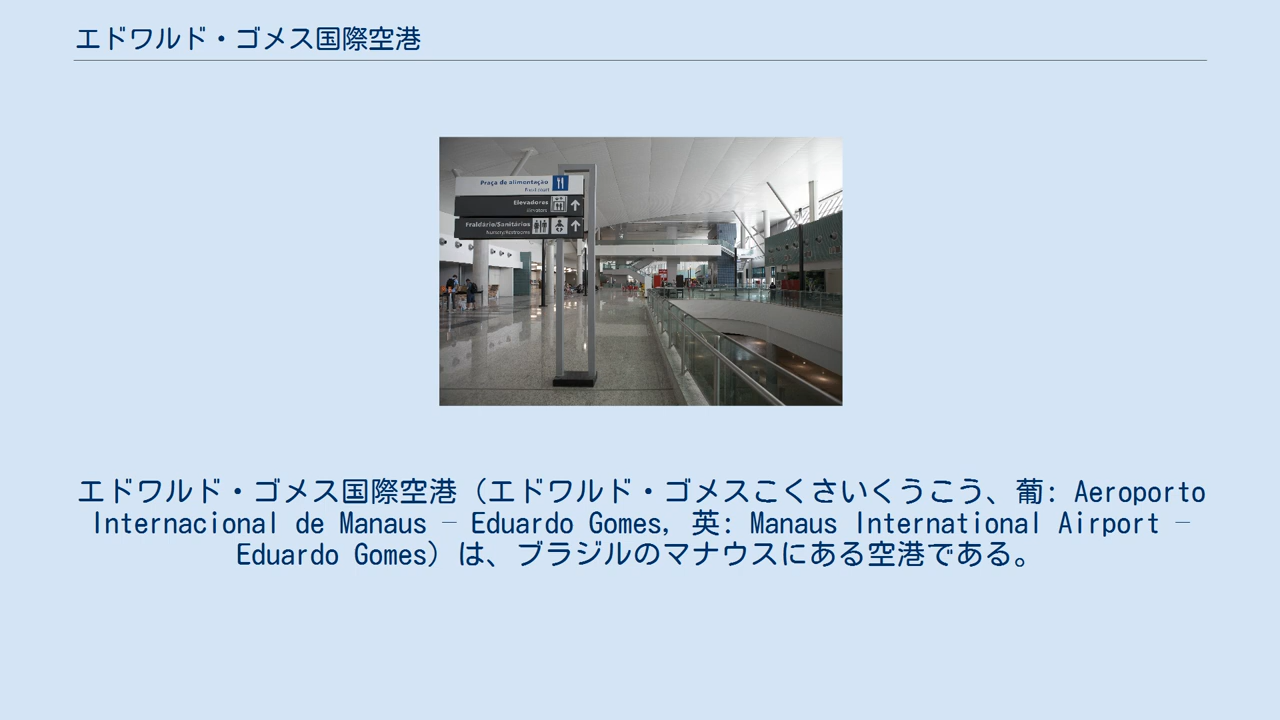 エドワルド・ゴメス国際空港
Praça de alimentação
Food court
Elevadores
Elevators
Fraldário/Sanitários
Nursery/Restrooms
エドワルド・ゴメス国際空港（エドワルド・ゴメスこくさいくうこう、葡: Aeroporto
Internacional de Manaus – Eduardo Gomes, 英: Manaus International Airport –
Eduardo Gomes）は、ブラジルのマナウスにある空港である。